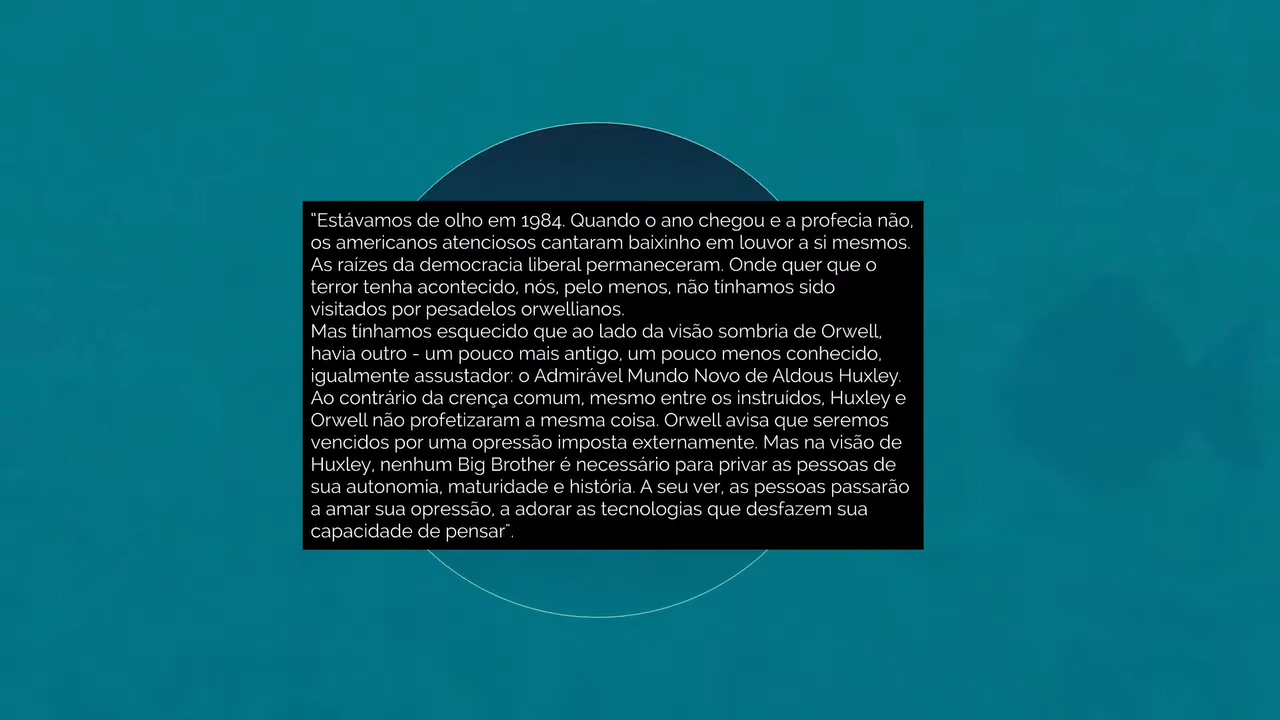 “Estávamos de olho em 1984. Quando o ano chegou e a profecia não,
os americanos atenciosos cantaram baixinho em louvor a si mesmos.
As raízes da democracia liberal permaneceram. Onde quer que o
terror tenha acontecido, nós, pelo menos, não tínhamos sido
visitados por pesadelos orwellianos.
Mas tínhamos esquecido que ao lado da visão sombria de Orwell,
havia outro - um pouco mais antigo, um pouco menos conhecido,
igualmente assustador: o Admirável Mundo Novo de Aldous Huxley.
Ao contrário da crença comum, mesmo entre os instruídos, Huxley e
Orwell não profetizaram a mesma coisa. Orwell avisa que seremos
vencidos por uma opressão imposta externamente. Mas na visão de
Huxley, nenhum Big Brother é necessário para privar as pessoas de
sua autonomia, maturidade e história. A seu ver, as pessoas passarão
a amar sua opressão, a adorar as tecnologias que desfazem sua
capacidade de pensar”.